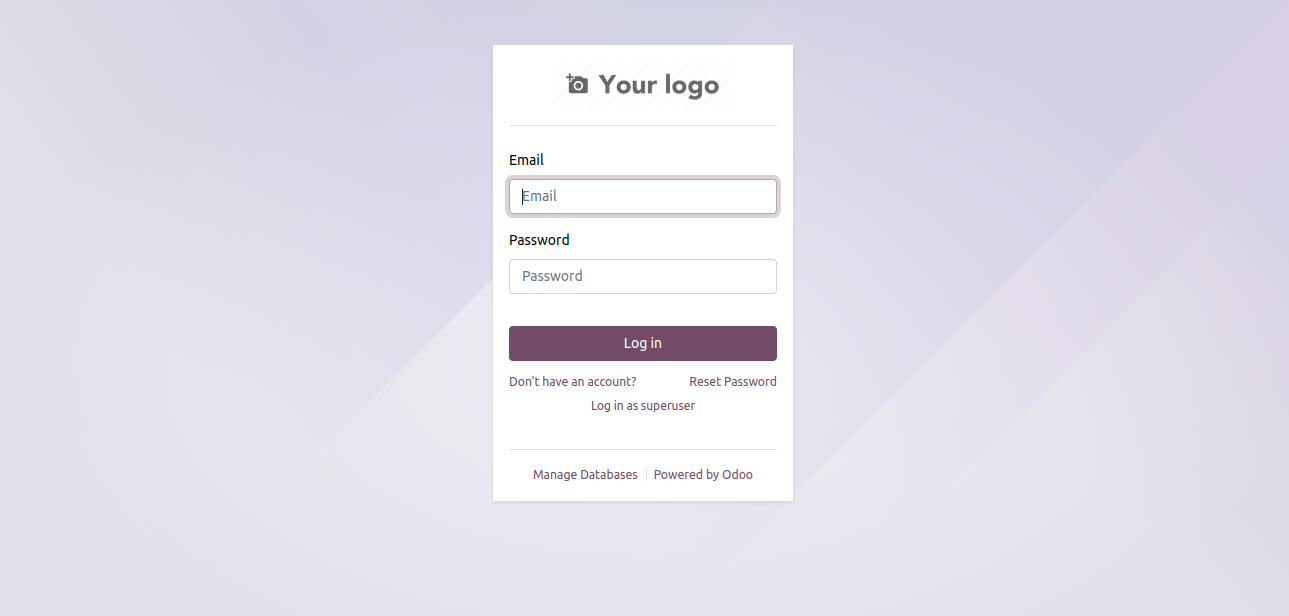 Your logo
Email
Email
Password
Password
Log in
Don't have an account? Reset Password
Log in as superuser
Manage Databases Powered by Odoo